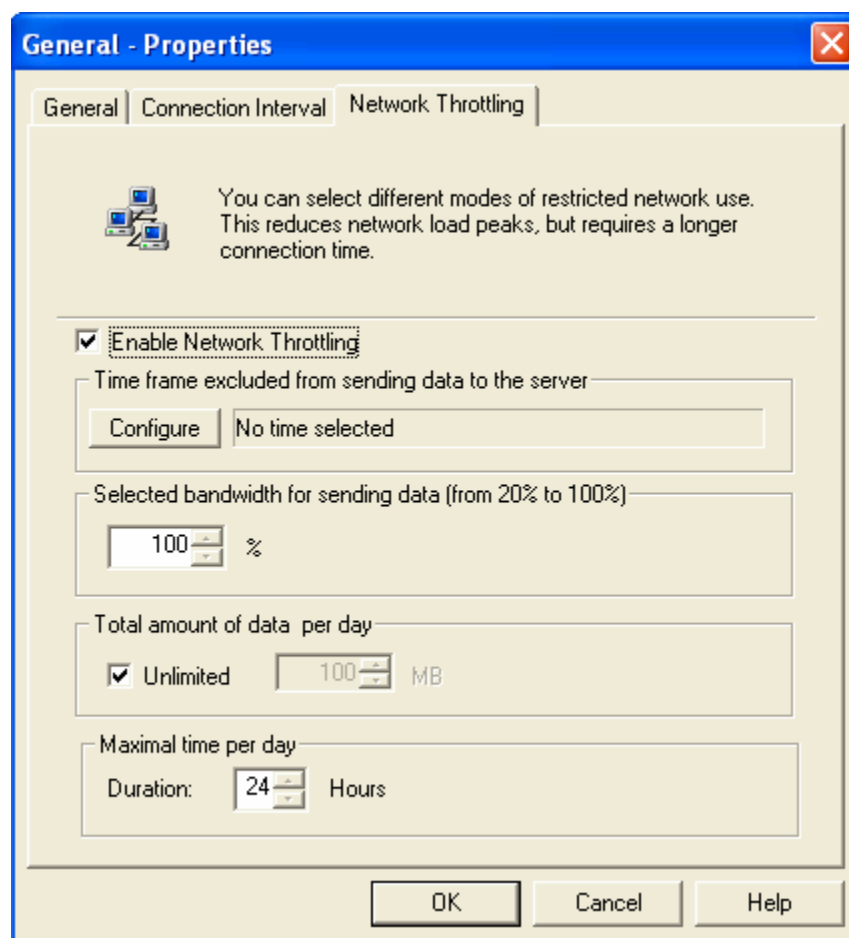 General - Properties
General Connection Interval Network Throttling
You can select different modes of restricted network use.
This reduces network load peaks, but requires a longer
connection time.
Enable Network Throttling
Time frame excluded from sending data to the server
Configure No time selected
Selected bandwidth for sending data (from 20% to 100%)
100 %
Total amount of data per day
Unlimited 100 MB
Maximal time per day
Duration: 24 Hours
OK Cancel Help